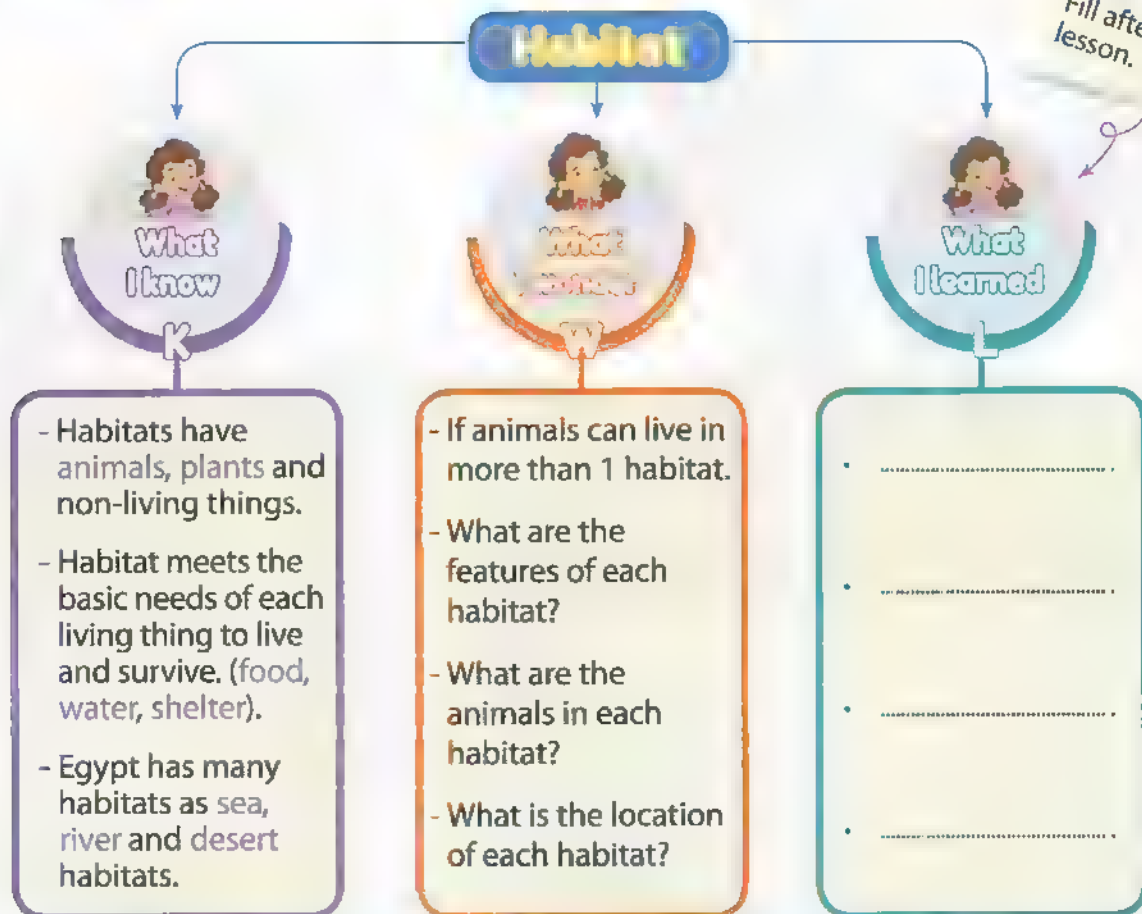 Habitat
Fill afte
lesson.
What
I know
K
- Habitats have
animals, plants and
non-living things.
- Habitat meets the
basic needs of each
living thing to live
and survive. (food,
water, shelter).
- Egypt has many
habitats as sea,
river and desert
habitats.
What
W
- If animals can live in
more than 1 habitat.
- What are the
features of each
habitat?
- What are the
animals in each
habitat?
- What is the location
of each habitat?
What
I learned
L